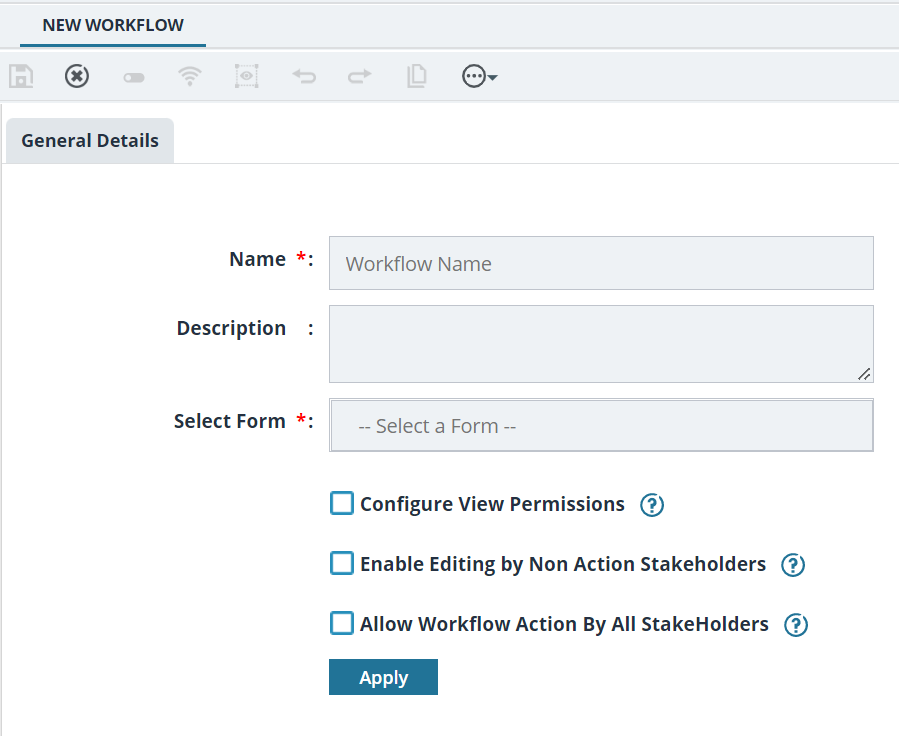 NEW WORKFLOW
General Details
Name *:
Workflow Name
Description :
Select Form *:
-- Select a Form --
Configure View Permissions ?
Enable Editing by Non Action Stakeholders ?
Allow Workflow Action By All StakeHolders ?
Apply